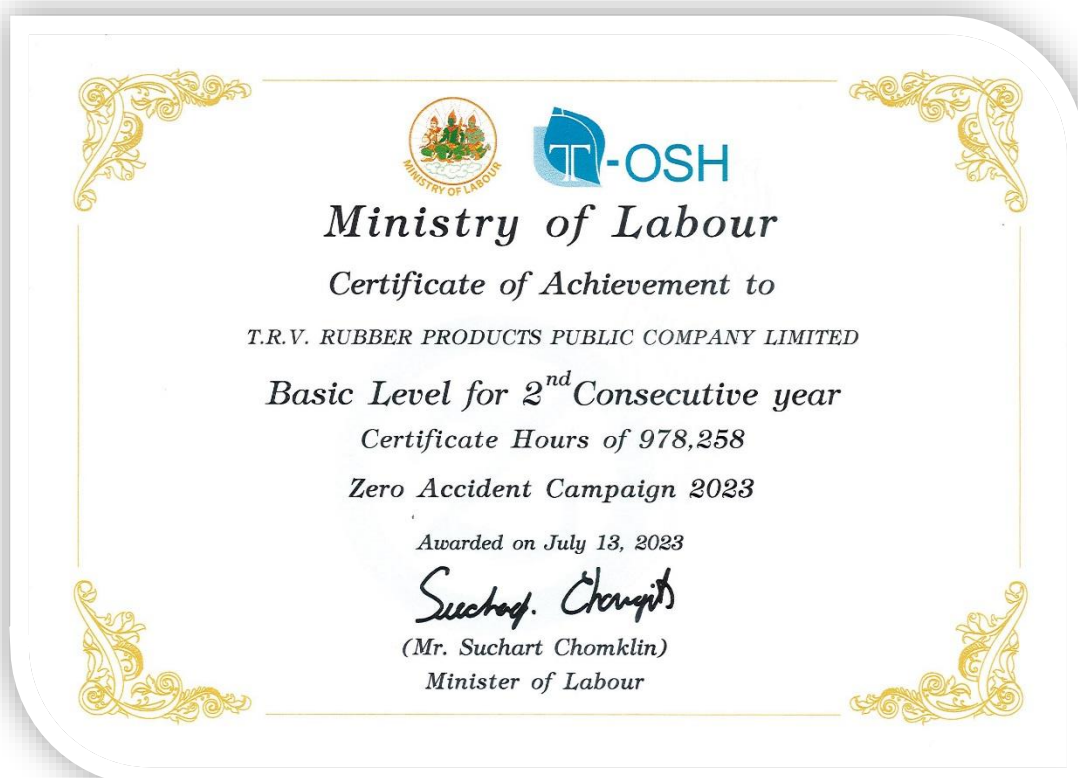 MINISTRY OF LABOUR
T-OSH
Ministry of Labour
Certificate of Achievement to
T.R.V. RUBBER PRODUCTS PUBLIC COMPANY LIMITED
Basic Level for 2nd Consecutive year
Certificate Hours of 978,258
Zero Accident Campaign 2023
Awarded on July 13, 2023
(Mr. Suchart Chomklin)
Minister of Labour